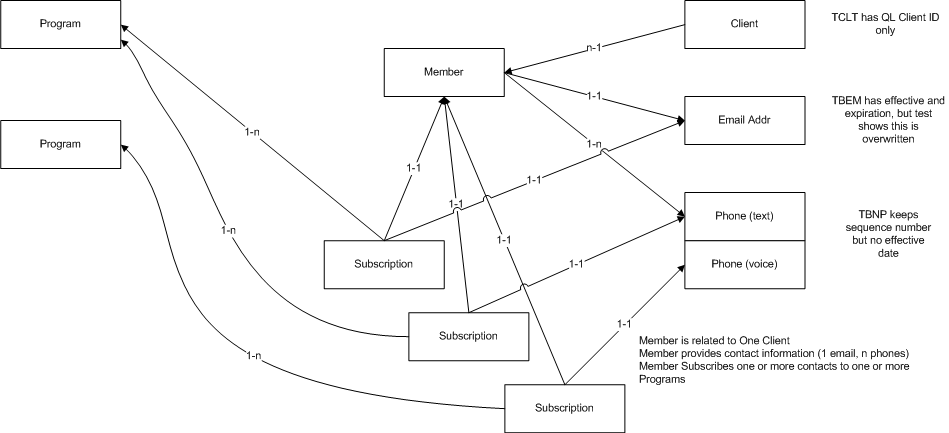 Program
Client
TCLT has QL Client ID
only
n-1
Member
1-1
Email Addr
TBEM has effective and
expiration, but test
shows this is
overwritten
Program
1-n
1-n
1-1
1-1
Phone (text)
TBNP keeps
sequence number
but no effective
date
1-n
1-1
1-1
Subscription
1-1
Phone (voice)
Subscription
1-1
1-n
Member is related to One Client
Member provides contact information (1 email, n phones)
Member Subscribes one or more contacts to one or more
Programs
Subscription